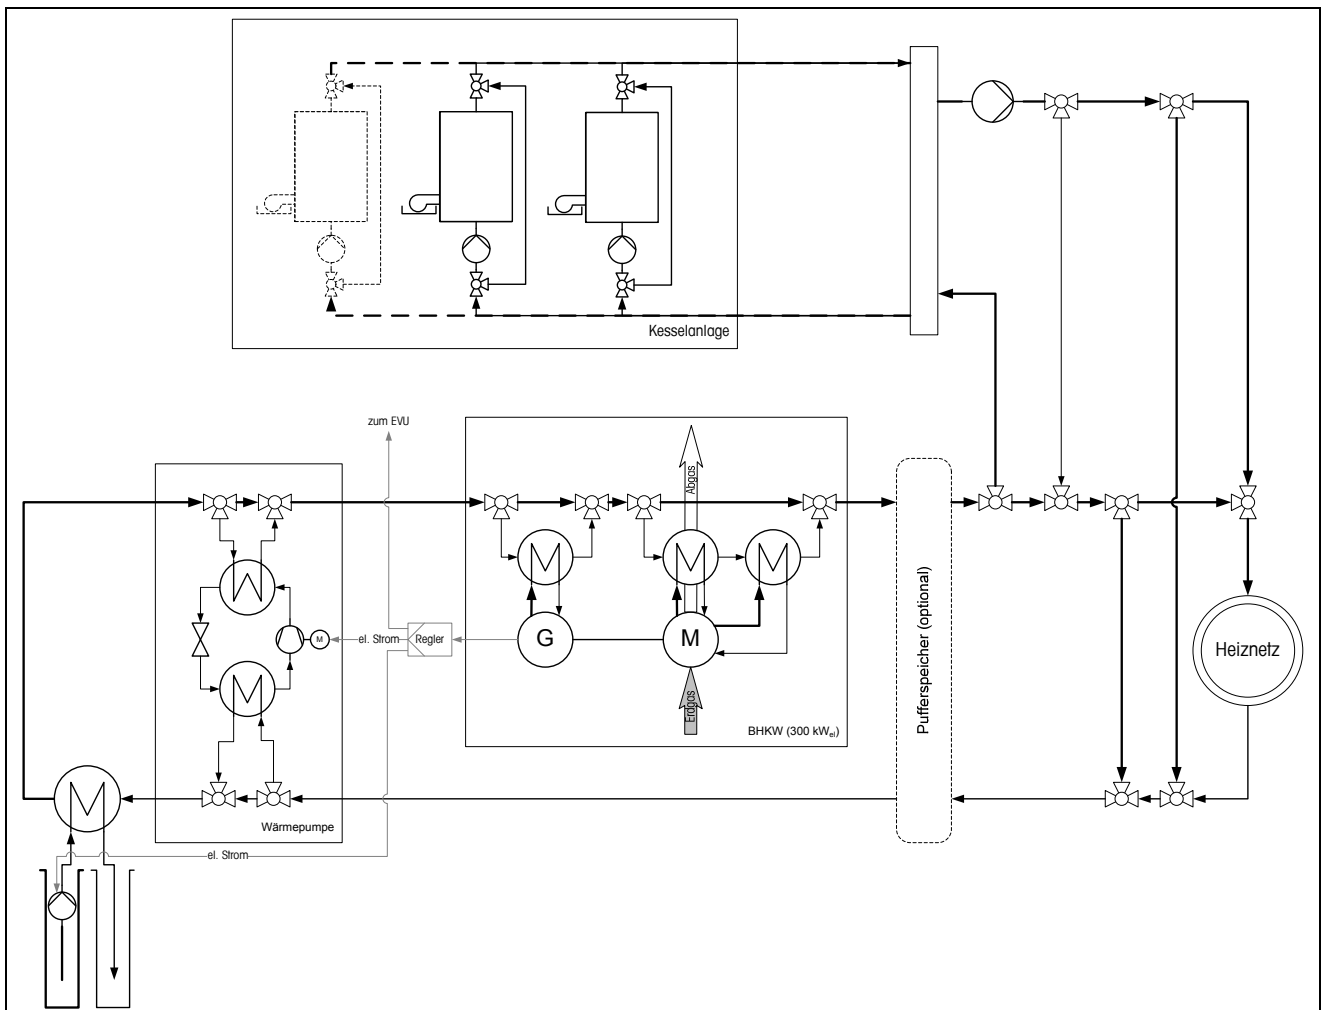 Kesselanlage
zum EVU
Abgas
G
M
M
el. Strom
Regler
Erdgas
BHKW (300 kWel)
Pufferspeicher (optional)
Heiznetz
Wärmepumpe
el. Strom